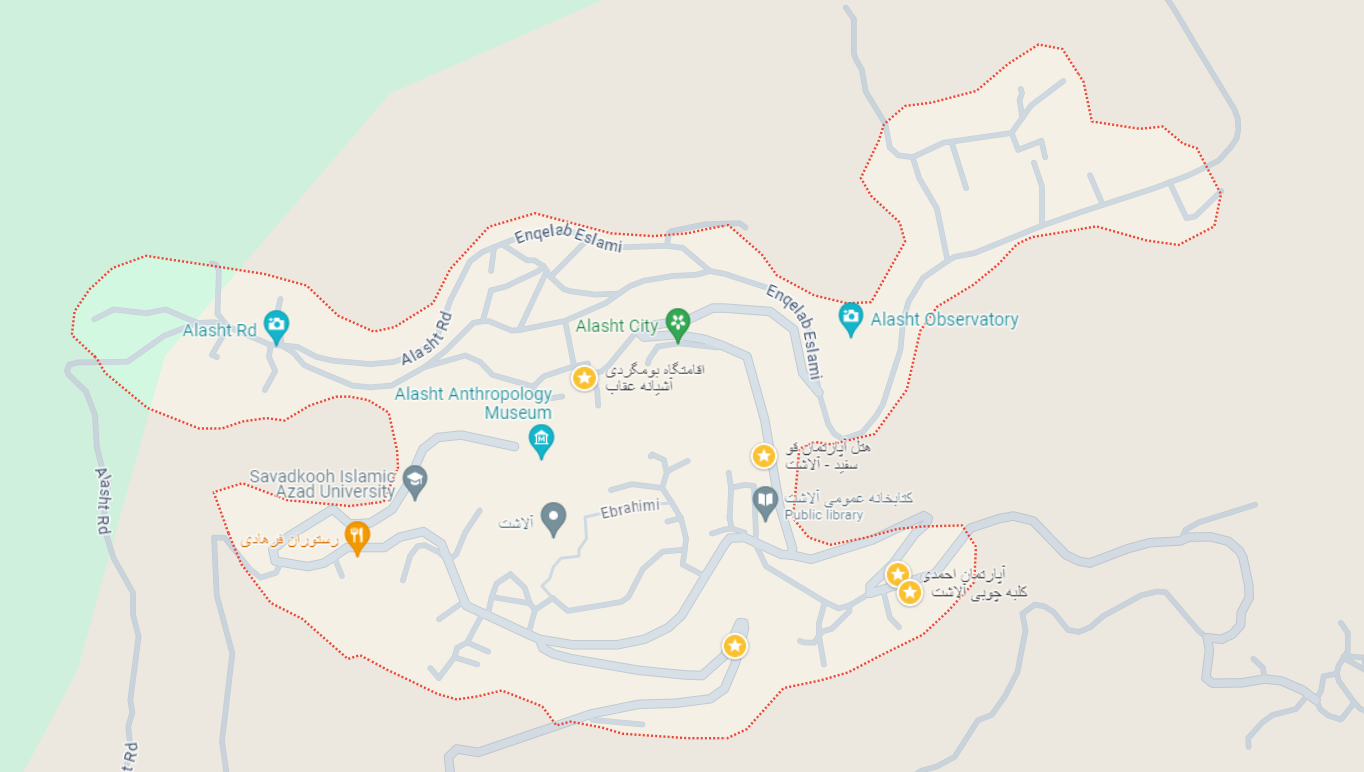 Enqelab Eslami
Enqelab Eslami
Alasht Rd
Alasht Rd
Alasht City
Alasht Observatory
اقامتگاه بومگردی
آشیانه عقاب
Alasht Anthropology
Museum
هتل آپارتمان قو
سفید - آلاشت
Savadkooh Islamic
Azad University
Alasht Rd
کتابخانه عمومی آلاشت
Public library
Ebrahimi
آلاشت
رستوران فرهادی
آپارتمان احمدی
کلبه چوبی آلاشت
t Rd